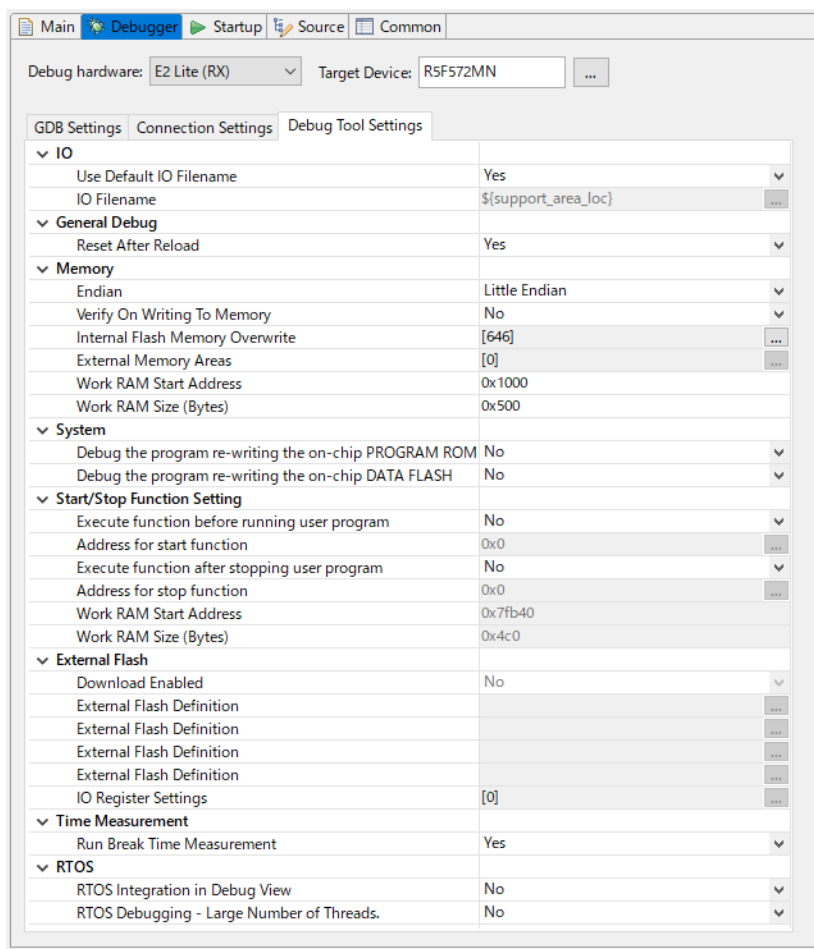 Main Debugger Startup Source Common
Debug hardware: E2 Lite (RX) Target Device: R5F572MN ...
GDB Settings Connection Settings Debug Tool Settings
IO
Use Default IO Filename Yes
IO Filename ${support_area_loc} ...
General Debug
Reset After Reload Yes
Memory
Endian Little Endian
Verify On Writing To Memory No
Internal Flash Memory Overwrite [646] ...
External Memory Areas [0] ...
Work RAM Start Address 0x1000
Work RAM Size (Bytes) 0x500
System
Debug the program re-writing the on-chip PROGRAM ROM No
Debug the program re-writing the on-chip DATA FLASH No
Start/Stop Function Setting
Execute function before running user program No
Address for start function 0x0 ...
Execute function after stopping user program No
Address for stop function 0x0 ...
Work RAM Start Address 0x7fb40
Work RAM Size (Bytes) 0x4c0
External Flash
Download Enabled No
External Flash Definition ...
External Flash Definition ...
External Flash Definition ...
External Flash Definition ...
IO Register Settings [0] ...
Time Measurement
Run Break Time Measurement Yes
RTOS
RTOS Integration in Debug View No
RTOS Debugging - Large Number of Threads. No